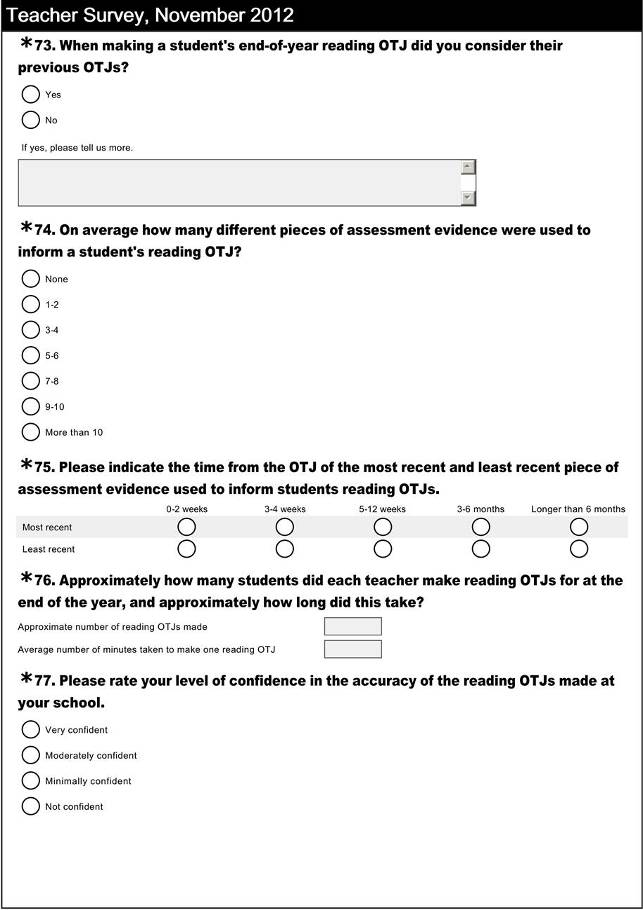 Teacher Survey, November 2012
*73. When making a student's end-of-year reading OTJ did you consider their
previous OTJs?
Yes
No
If yes, please tell us more.
*74. On average how many different pieces of assessment evidence were used to
inform a student's reading OTJ?
None
1-2
3-4
5-6
7-8
9-10
More than 10
*75. Please indicate the time from the OTJ of the most recent and least recent piece of
assessment evidence used to inform students reading OTJs.
0-2 weeks 3-4 weeks 5-12 weeks 3-6 months Longer than 6 months
Most recent
Least recent
*76. Approximately how many students did each teacher make reading OTJs for at the
end of the year, and approximately how long did this take?
Approximate number of reading OTJs made
Average number of minutes taken to make one reading OTJ
*77. Please rate your level of confidence in the accuracy of the reading OTJs made at
your school.
Very confident
Moderately confident
Minimally confident
Not confident